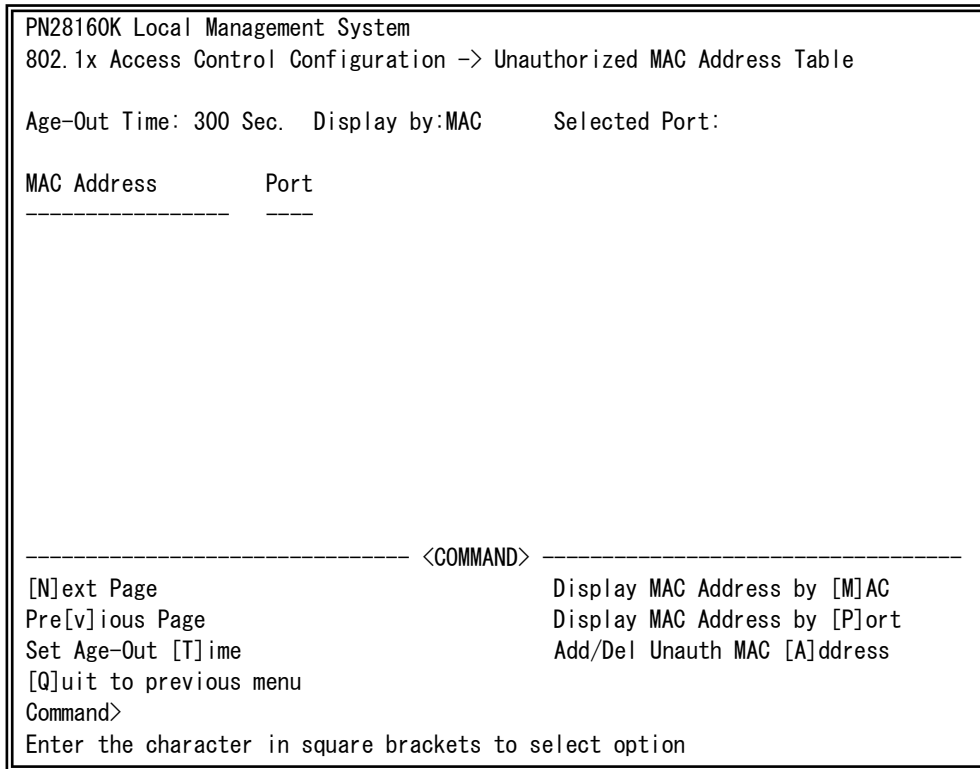 PN28160K Local Management System
802.1x Access Control Configuration -> Unauthorized MAC Address Table
Age-Out Time: 300 Sec.  Display by:MAC      Selected Port:
MAC Address         Port
-----------------   ----
-------------------------------- <COMMAND> -----------------------------------
[N]ext Page                                 Display MAC Address by [M]AC
Pre[v]ious Page                             Display MAC Address by [P]ort
Set Age-Out [T]ime                          Add/Del Unauth MAC [A]ddress
[Q]uit to previous menu
Command>
Enter the character in square brackets to select option